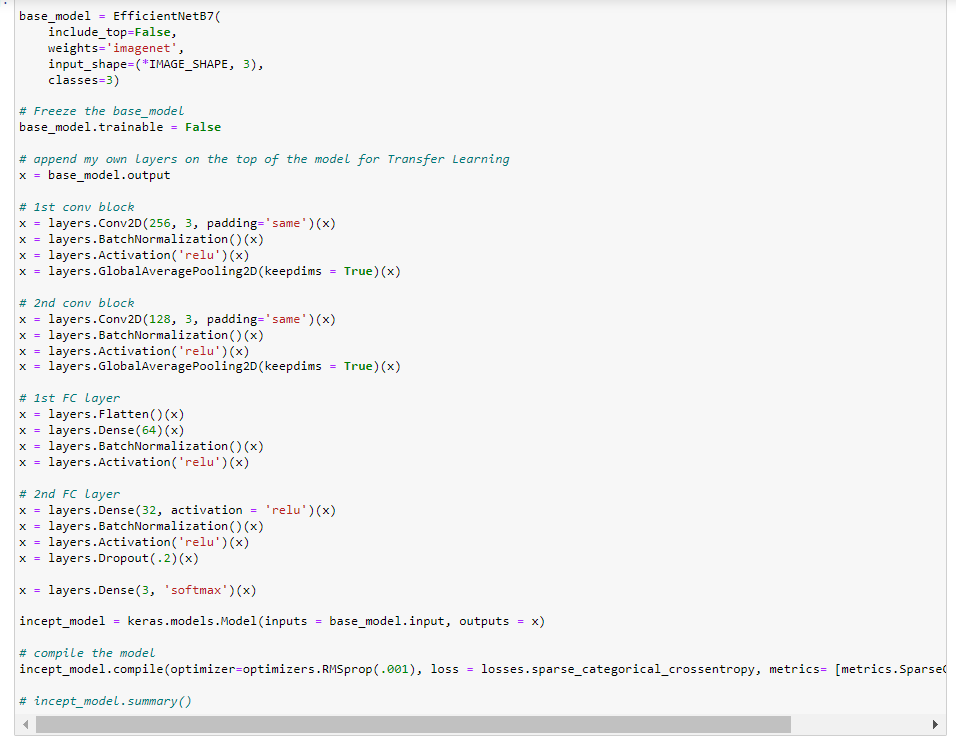 base_model = EfficientNetB7(
    include_top=False,
    weights='imagenet',
    input_shape=(*IMAGE_SHAPE, 3),
    classes=3)

# Freeze the base_model
base_model.trainable = False

# append my own layers on the top of the model for Transfer Learning
x = base_model.output

# 1st conv block
x = layers.Conv2D(256, 3, padding='same')(x)
x = layers.BatchNormalization()(x)
x = layers.Activation('relu')(x)
x = layers.GlobalAveragePooling2D(keepdims = True)(x)

# 2nd conv block
x = layers.Conv2D(128, 3, padding='same')(x)
x = layers.BatchNormalization()(x)
x = layers.Activation('relu')(x)
x = layers.GlobalAveragePooling2D(keepdims = True)(x)

# 1st FC layer
x = layers.Flatten()(x)
x = layers.Dense(64)(x)
x = layers.BatchNormalization()(x)
x = layers.Activation('relu')(x)

# 2nd FC layer
x = layers.Dense(32, activation = 'relu')(x)
x = layers.BatchNormalization()(x)
x = layers.Activation('relu')(x)
x = layers.Dropout(.2)(x)

x = layers.Dense(3, 'softmax')(x)

incept_model = keras.models.Model(inputs = base_model.input, outputs = x)

# compile the model
incept_model.compile(optimizer=optimizers.RMSprop(.001), loss = losses.sparse_categorical_crossentropy, metrics= [metrics.Sparse

# incept_model.summary()